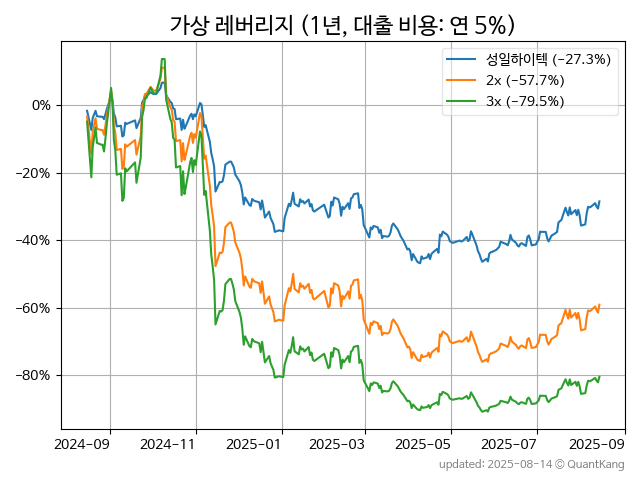 가상 레버리지 (1년, 대출 비용: 연 5%)
성일하이텍 (−27.3%)
2x (−57.7%)
3x (−79.5%)
0%
−20%
−40%
−60%
−80%
2024-09 2024-11 2025-01 2025-03 2025-05 2025-07 2025-09
updated: 2025-08-14 © QuantKang